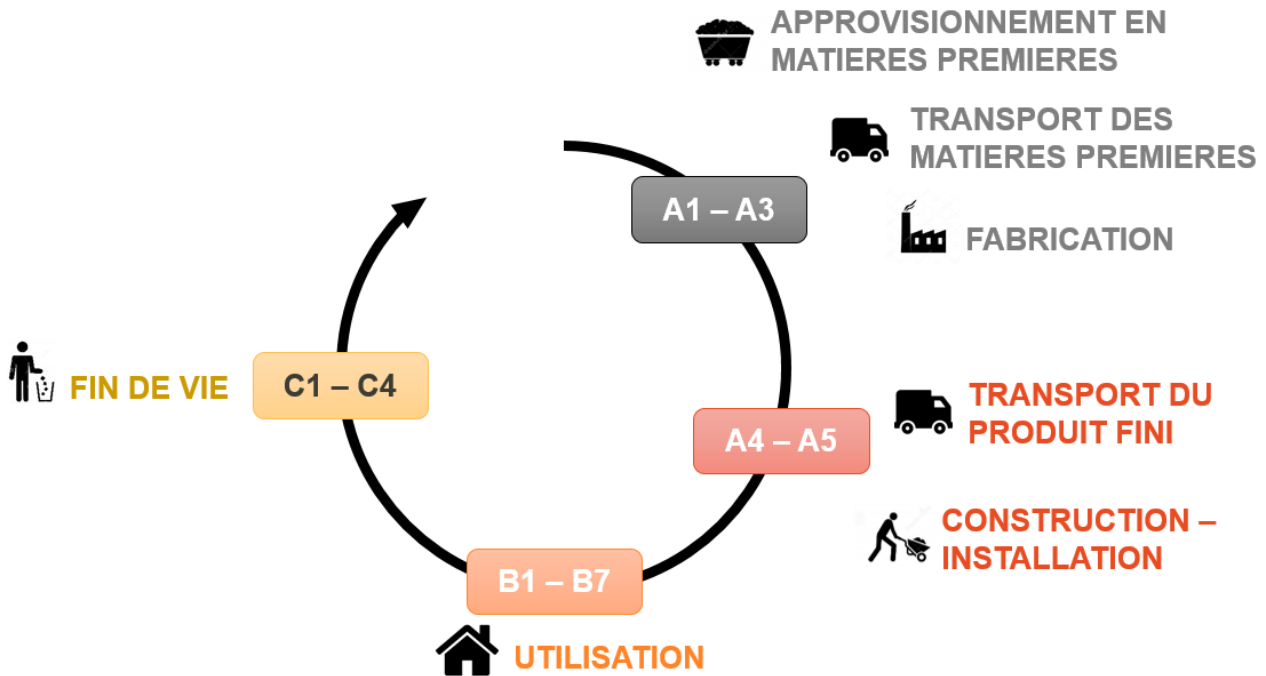 APPROVISIONNEMENT EN
MATIERES PREMIERES
TRANSPORT DES
MATIERES PREMIERES
A1 – A3
FABRICATION
FIN DE VIE
C1 – C4
TRANSPORT DU
PRODUIT FINI
A4 – A5
CONSTRUCTION –
INSTALLATION
B1 – B7
UTILISATION